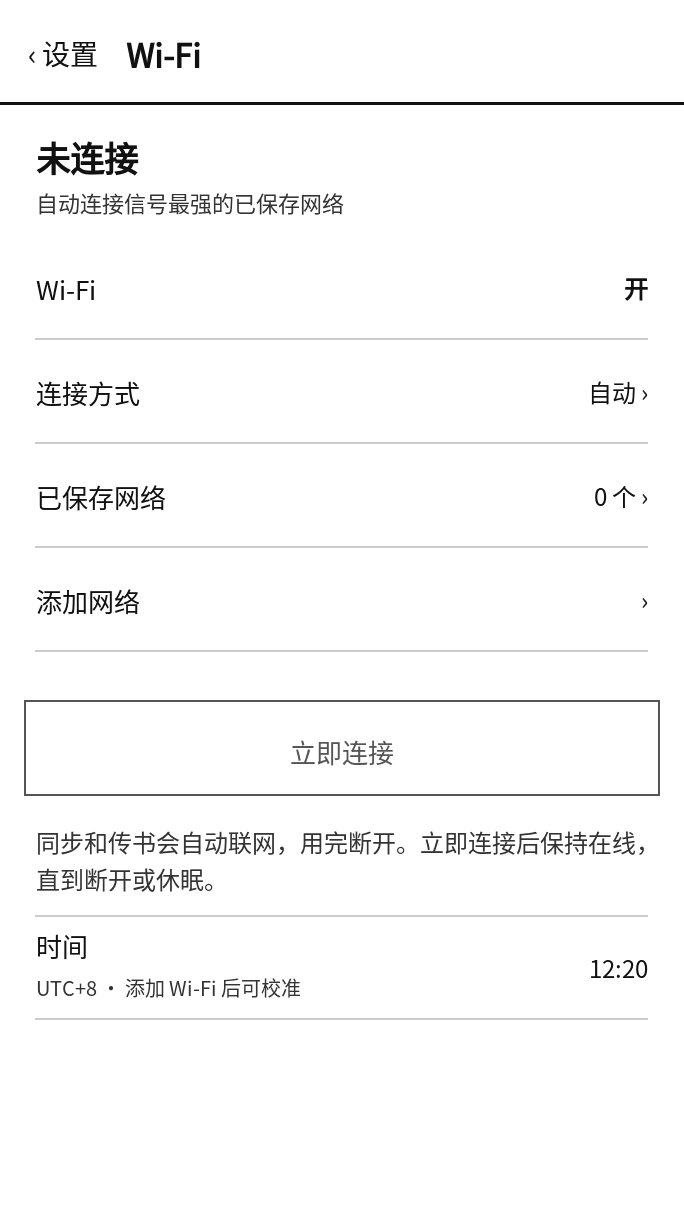 ‹ 设置 Wi-Fi
未连接
自动连接信号最强的已保存网络
Wi-Fi 开
连接方式 自动 ›
已保存网络 0 个 ›
添加网络 ›
立即连接
同步和传书会自动联网，用完断开。立即连接后保持在线，
直到断开或休眠。
时间
12:20
UTC+8 · 添加 Wi-Fi 后可校准